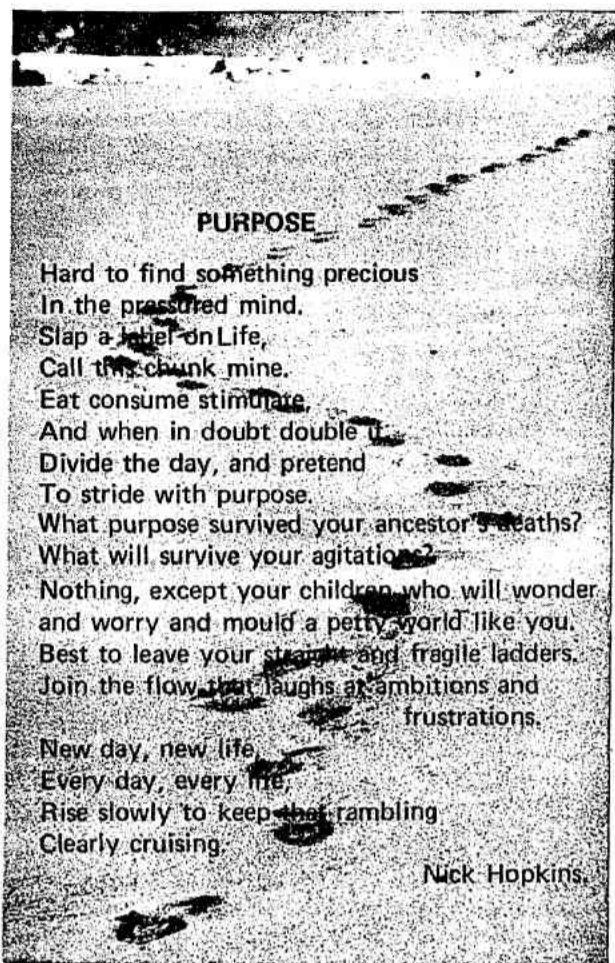 PURPOSE
Hard to find something precious
In the pressured mind.
Slap a label on Life,
Call this chunk mine.
Eat consume stimulate,
And when in doubt double it
Divide the day, and pretend
To stride with purpose.
What purpose survived your ancestor's deaths?
What will survive your agitations?
Nothing, except your children who will wonder
and worry and mould a petty world like you.
Best to leave your straight and fragile ladders.
Join the flow that laughs at ambitions and
frustrations.
New day, new life,
Every day, every life,
Rise slowly to keep that rambling
Clearly cruising.
Nick Hopkins.